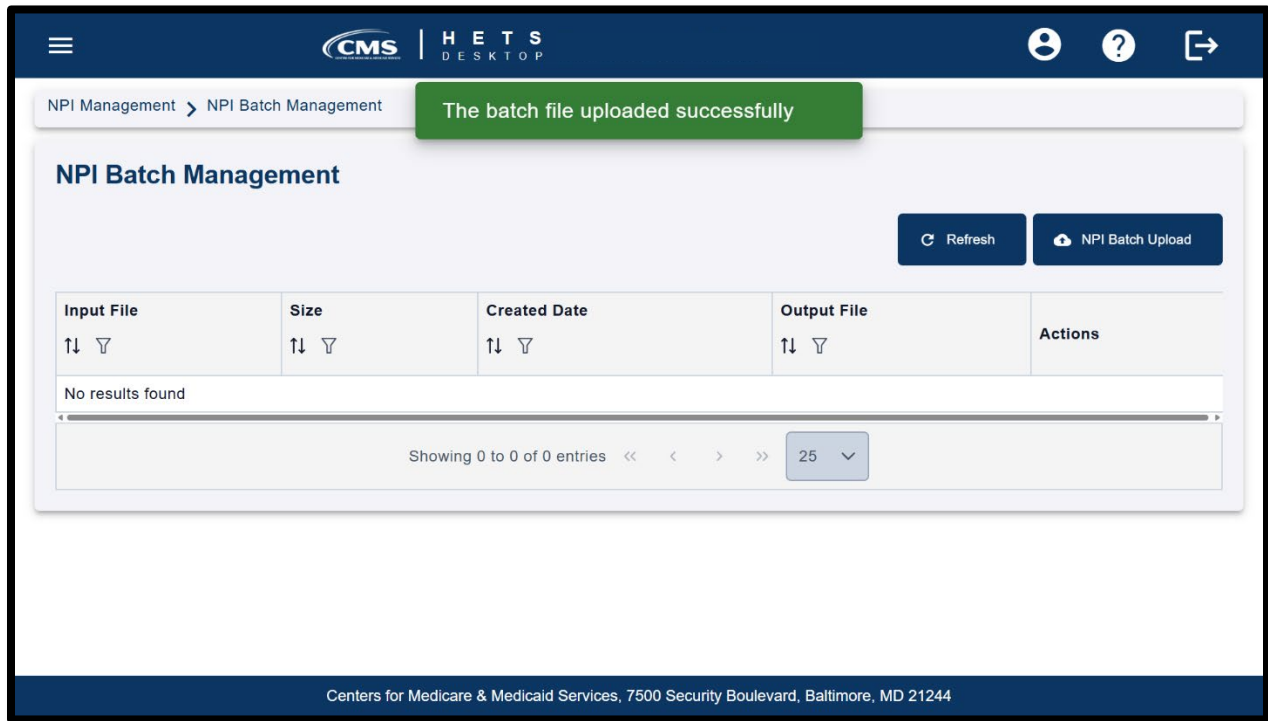 CMS
HETS
DESKTOP
NPI Management > NPI Batch Management
The batch file uploaded successfully
NPI Batch Management
Refresh
NPI Batch Upload
Input File
Size
Created Date
Output File
Actions
No results found
Showing 0 to 0 of 0 entries << < > >> 25
Centers for Medicare & Medicaid Services, 7500 Security Boulevard, Baltimore, MD 21244